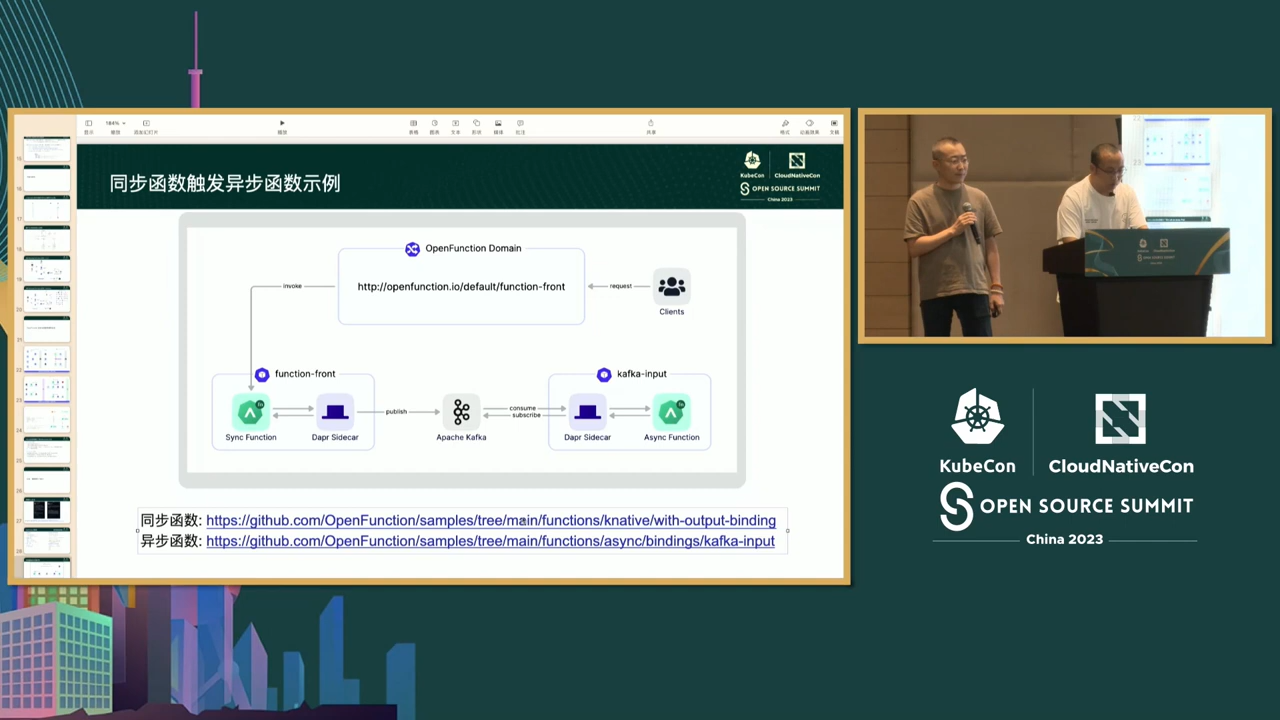 184%
同步函数触发异步函数示例
KubeCon
CloudNativeCon
OPEN SOURCE SUMMIT
China 2023
OpenFunction Domain
http://openfunction.io/default/function-front
invoke
request
Clients
function-front
kafka-input
Sync Function
Dapr Sidecar
publish
Apache Kafka
consume
subscribe
Dapr Sidecar
Async Function
同步函数: https://github.com/OpenFunction/samples/tree/main/functions/knative/with-output-binding
异步函数: https://github.com/OpenFunction/samples/tree/main/functions/async/bindings/kafka-input
KubeCon
CloudNativeCon
OPEN SOURCE SUMMIT
China 2023